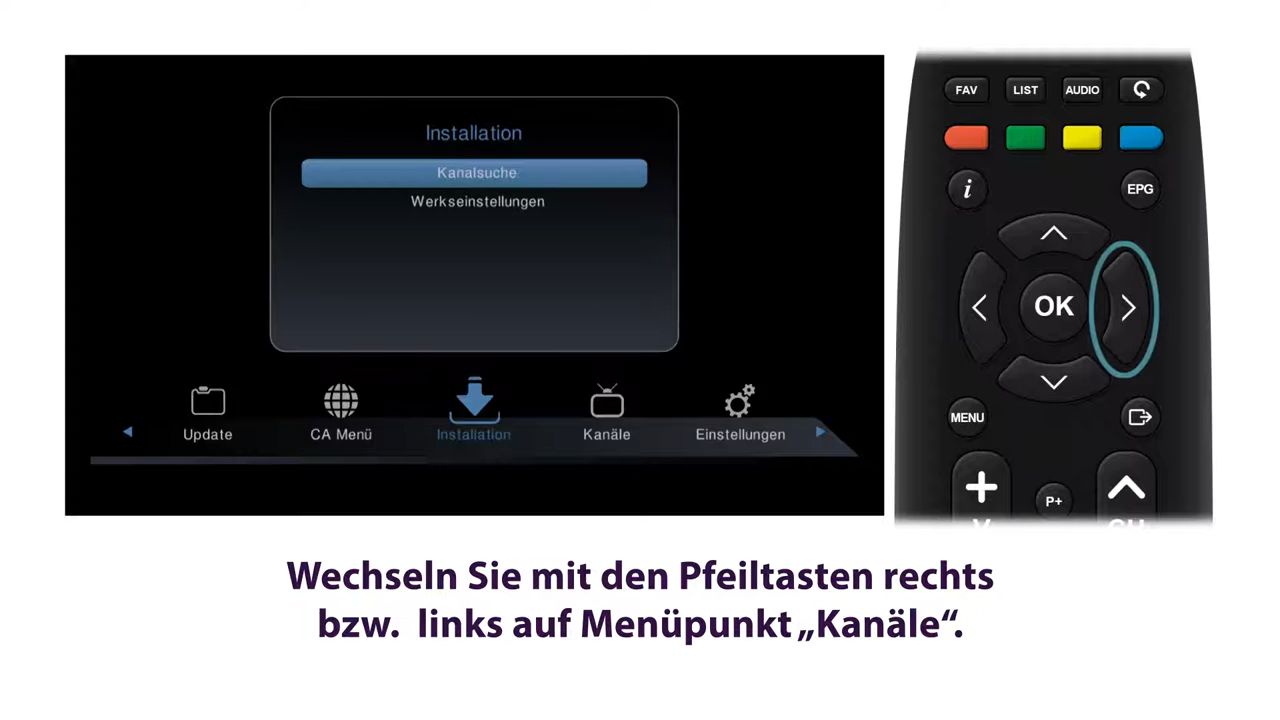 Installation
Kanalsuche
Werkseinstellungen
Update
CA Menü
Installation
Kanäle
Einstellungen
FAV
LIST
AUDIO
i
EPG
OK
MENU
P+
Wechseln Sie mit den Pfeiltasten rechts
bzw. links auf Menüpunkt „Kanäle“.